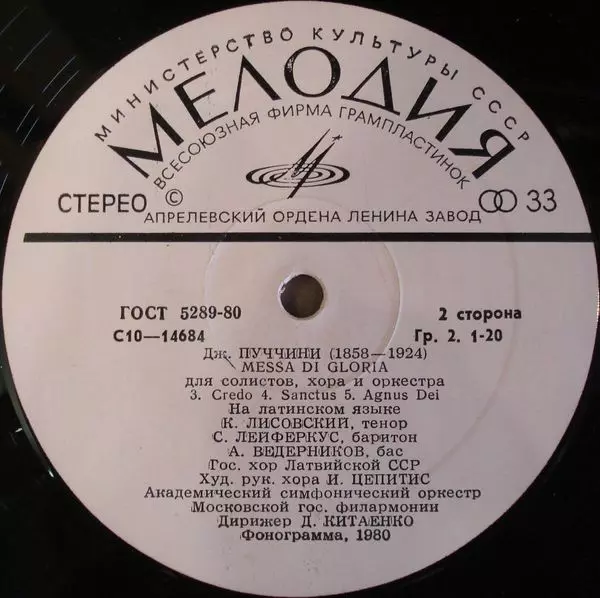 МИНИСТЕРСТВО КУЛЬТУРЫ СССР
МЕЛОДИЯ
ВСЕСОЮЗНАЯ ФИРМА ГРАМПЛАСТИНОК
СТЕРЕО © 33
АПРЕЛЕВСКИЙ ОРДЕНА ЛЕНИНА ЗАВОД
ГОСТ 5289-80 2 сторона
С10—14684 Гр. 2. 1-20
Дж. ПУЧЧИНИ (1858—1924)
MESSA DI GLORIA
для солистов, хора и оркестра
3. Credo 4. Sanctus 5. Agnus Dei
На латинском языке
К. ЛИСОВСКИЙ, тенор
С. ЛЕЙФЕРКУС, баритон
А. ВЕДЕРНИКОВ, бас
Гос. хор Латвийской ССР
Худ. рук. хора И. ЦЕПИТИС
Академический симфонический оркестр
Московской гос. филармонии
Дирижер Д. КИТАЕНКО
Фонограмма, 1980